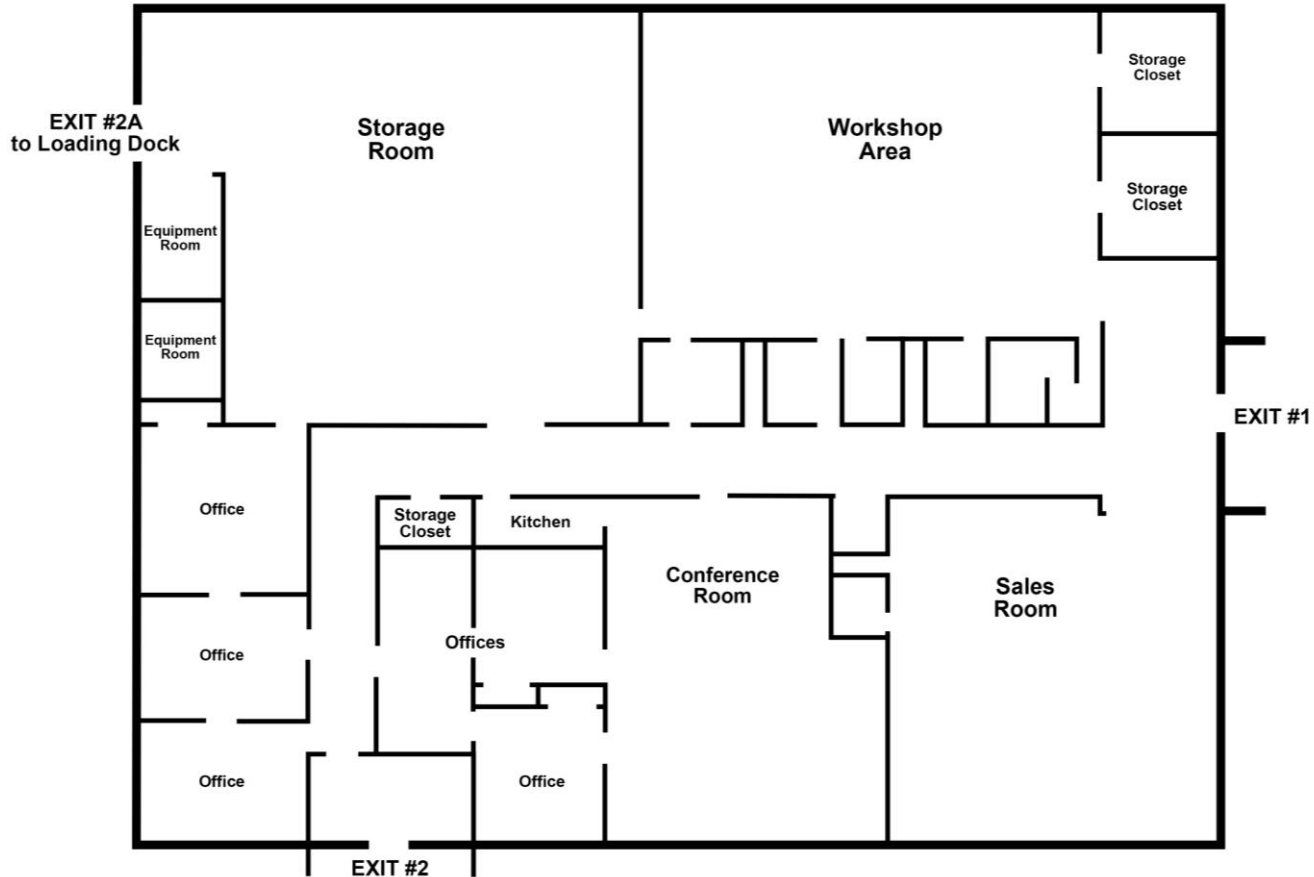 Storage
Closet
EXIT #2A
to Loading Dock
Storage
Room
Workshop
Area
Storage
Closet
Equipment
Room
Equipment
Room
EXIT #1
Office
Storage
Closet
Kitchen
Conference
Room
Sales
Room
Offices
Office
Office
Office
EXIT #2